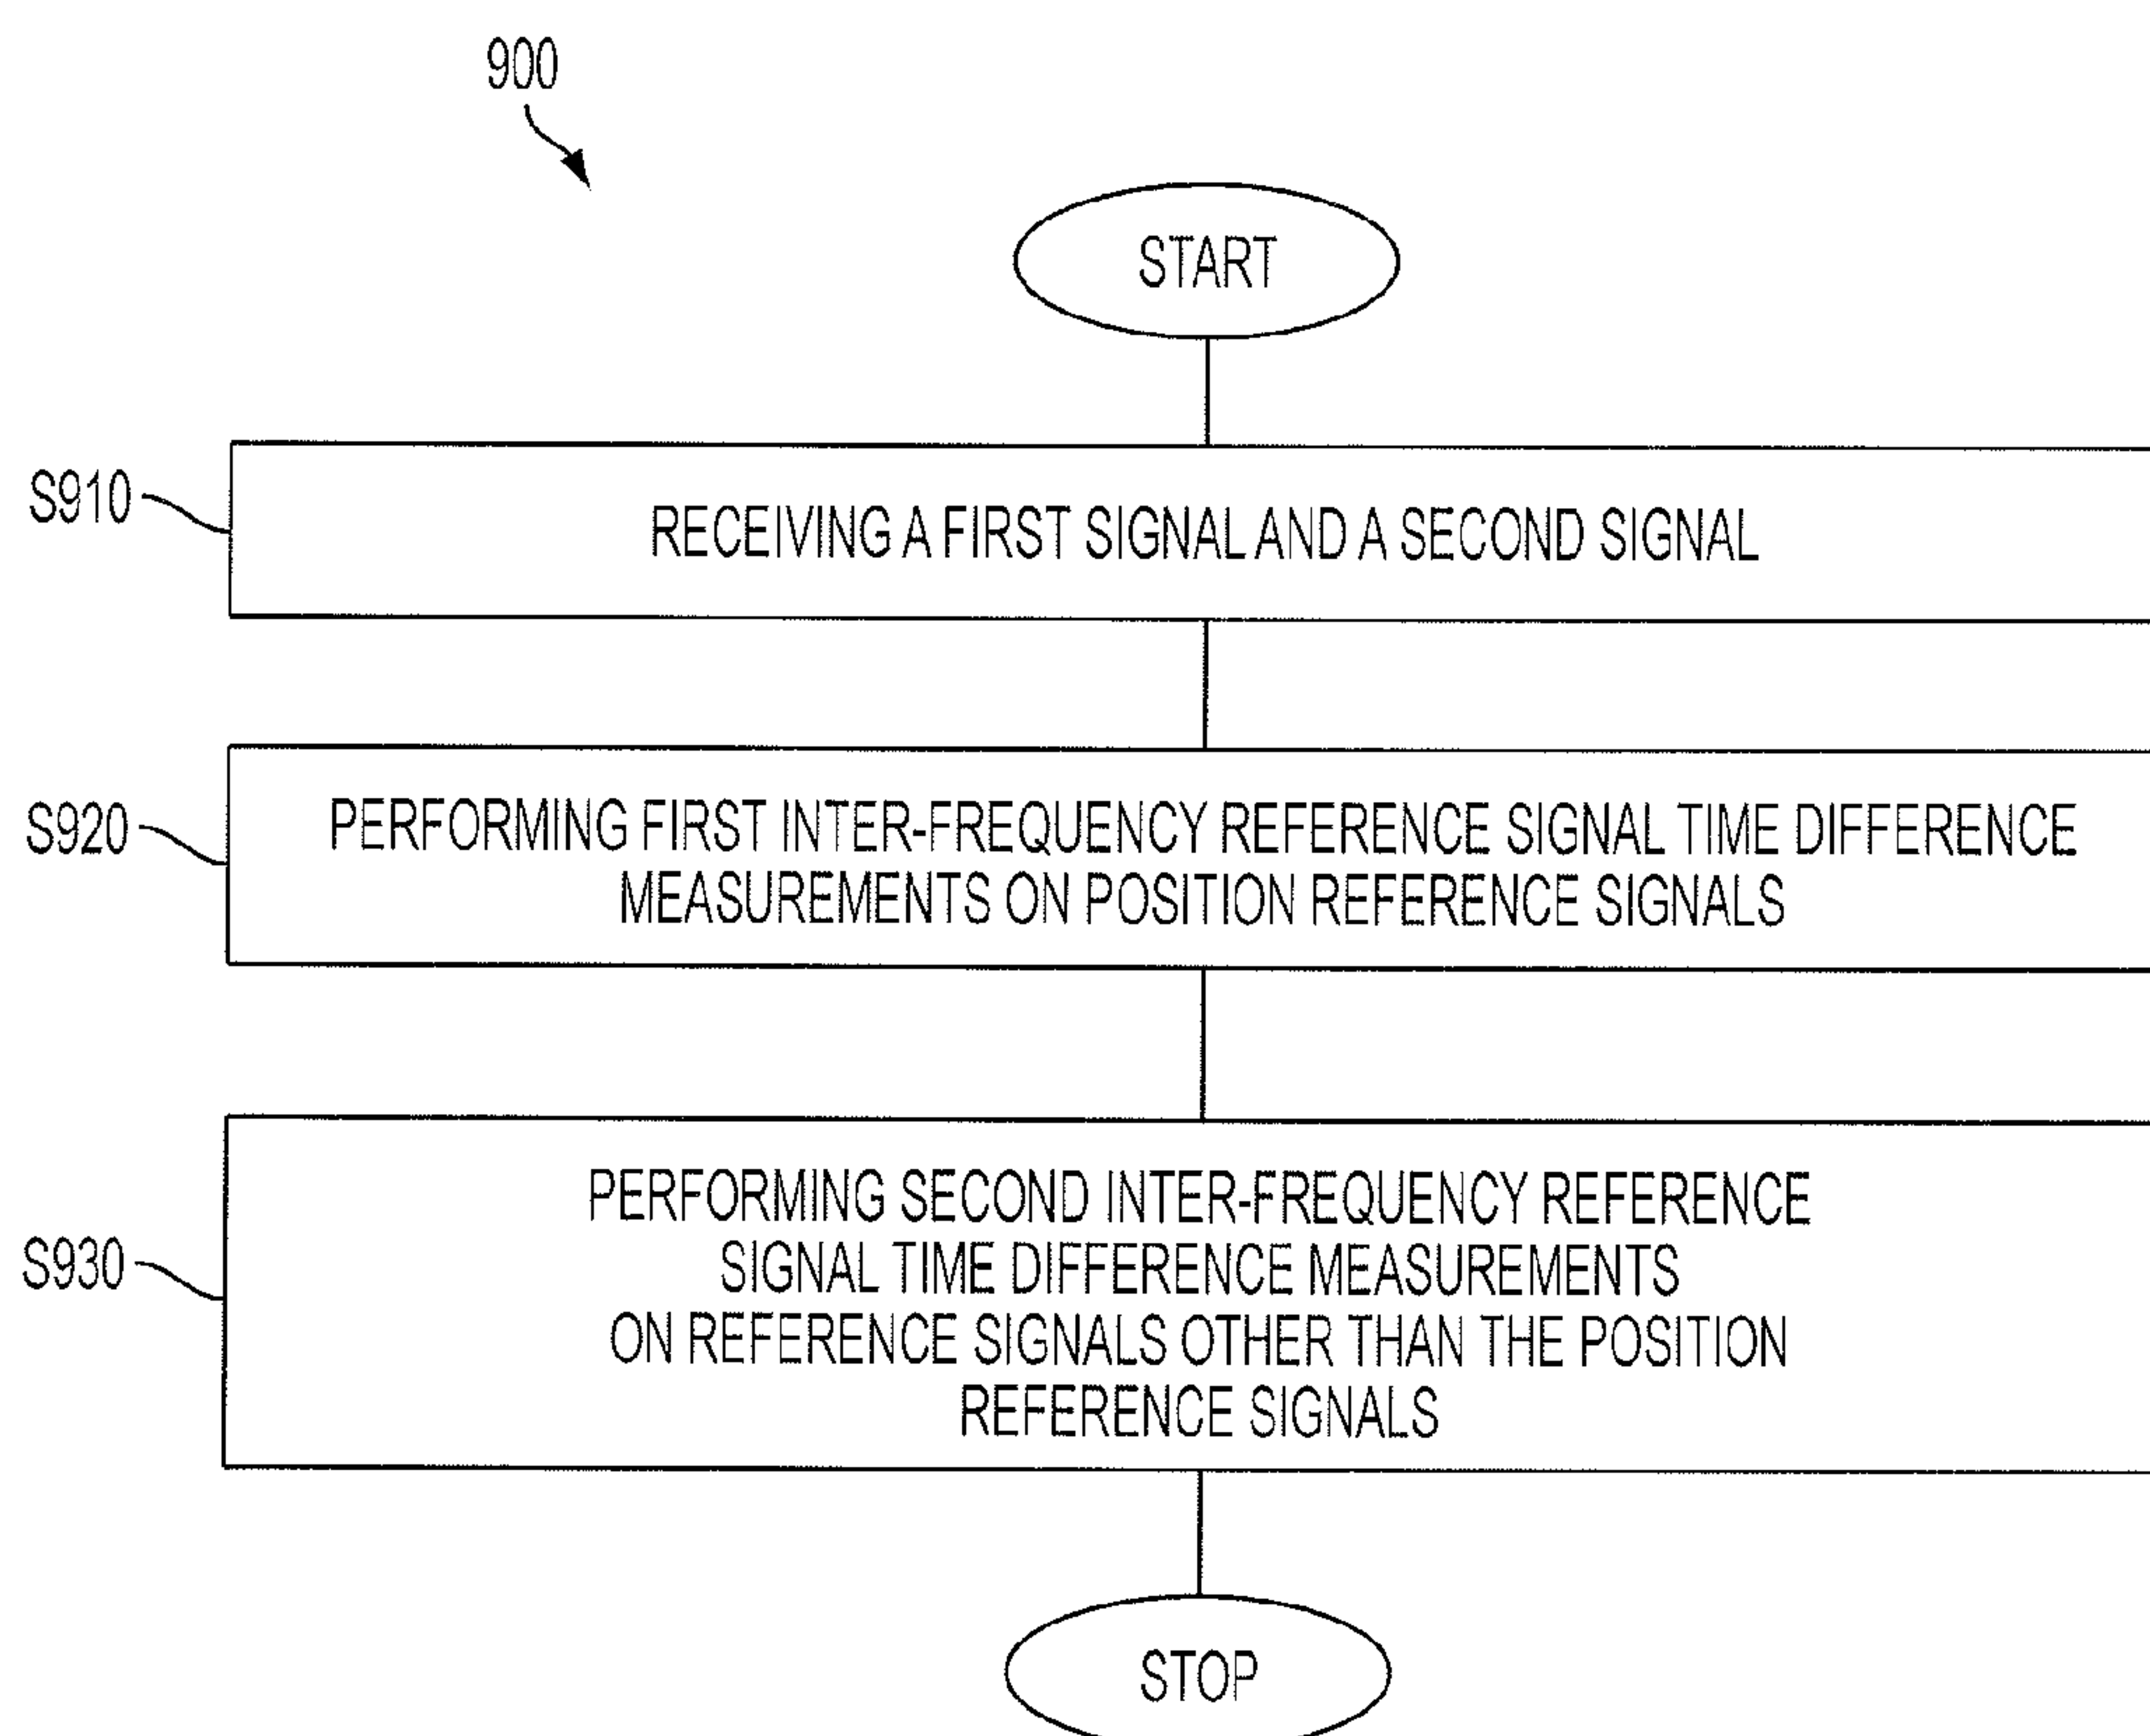 900
START
S910
RECEIVING A FIRST SIGNAL AND A SECOND SIGNAL
S920
PERFORMING FIRST INTER-FREQUENCY REFERENCE SIGNAL TIME DIFFERENCE
MEASUREMENTS ON POSITION REFERENCE SIGNALS
S930
PERFORMING SECOND INTER-FREQUENCY REFERENCE
SIGNAL TIME DIFFERENCE MEASUREMENTS
ON REFERENCE SIGNALS OTHER THAN THE POSITION
REFERENCE SIGNALS
STOP